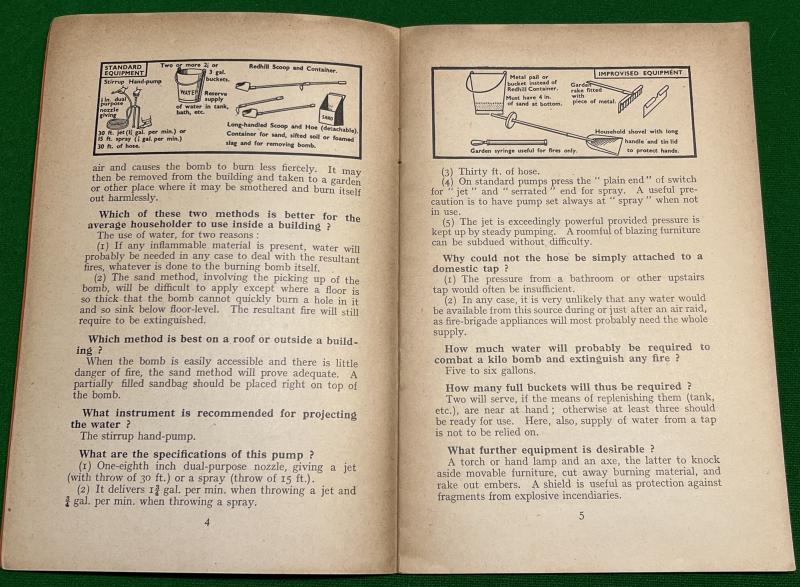 STANDARD
EQUIPMENT
Stirrup Hand-pump
⅛ in. dual
purpose
nozzle
giving
30 ft. jet (1¾ gal. per min.) or
15 ft. spray (¾ gal. per min.)
30 ft. of hose.
Two or more 2½ or
3 gal.
buckets.
WATER
Reserve
supply
of water in tank,
bath, etc.
Redhill Scoop and Container.
SAND
Long-handled Scoop and Hoe (detachable).
Container for sand, sifted soil or foamed
slag and for removing bomb.
air and causes the bomb to burn less fiercely. It may
then be removed from the building and taken to a garden
or other place where it may be smothered and burn itself
out harmlessly.
Which of these two methods is better for the
average householder to use inside a building ?
The use of water, for two reasons :
(1) If any inflammable material is present, water will
probably be needed in any case to deal with the resultant
fires, whatever is done to the burning bomb itself.
(2) The sand method, involving the picking up of the
bomb, will be difficult to apply except where a floor is
so thick that the bomb cannot quickly burn a hole in it
and so sink below floor-level. The resultant fire will still
require to be extinguished.
Which method is best on a roof or outside a build-
ing ?
When the bomb is easily accessible and there is little
danger of fire, the sand method will prove adequate. A
partially filled sandbag should be placed right on top of
the bomb.
What instrument is recommended for projecting
the water ?
The stirrup hand-pump.
What are the specifications of this pump ?
(1) One-eighth inch dual-purpose nozzle, giving a jet
(with throw of 30 ft.) or a spray (throw of 15 ft.).
(2) It delivers 1¾ gal. per min. when throwing a jet and
¾ gal. per min. when throwing a spray.
4
IMPROVISED EQUIPMENT
Metal pail or
bucket instead of
Redhill Container.
Must have 4 in.
of sand at bottom.
Garden
rake fitted
with
piece of metal.
Household shovel with long
handle and tin lid
to protect hands.
Garden syringe useful for fires only.
(3) Thirty ft. of hose.
(4) On standard pumps press the " plain end " of switch
for " jet " and " serrated " end for spray. A useful pre-
caution is to have pump set always at " spray " when not
in use.
(5) The jet is exceedingly powerful provided pressure is
kept up by steady pumping. A roomful of blazing furniture
can be subdued without difficulty.
Why could not the hose be simply attached to a
domestic tap ?
(1) The pressure from a bathroom or other upstairs
tap would often be insufficient.
(2) In any case, it is very unlikely that any water would
be available from this source during or just after an air raid,
as fire-brigade appliances will most probably need the whole
supply.
How much water will probably be required to
combat a kilo bomb and extinguish any fire ?
Five to six gallons.
How many full buckets will thus be required ?
Two will serve, if the means of replenishing them (tank,
etc.), are near at hand ; otherwise at least three should
be ready for use. Here, also, supply of water from a tap
is not to be relied on.
What further equipment is desirable ?
A torch or hand lamp and an axe, the latter to knock
aside movable furniture, cut away burning material, and
rake out embers. A shield is useful as protection against
fragments from explosive incendiaries.
5